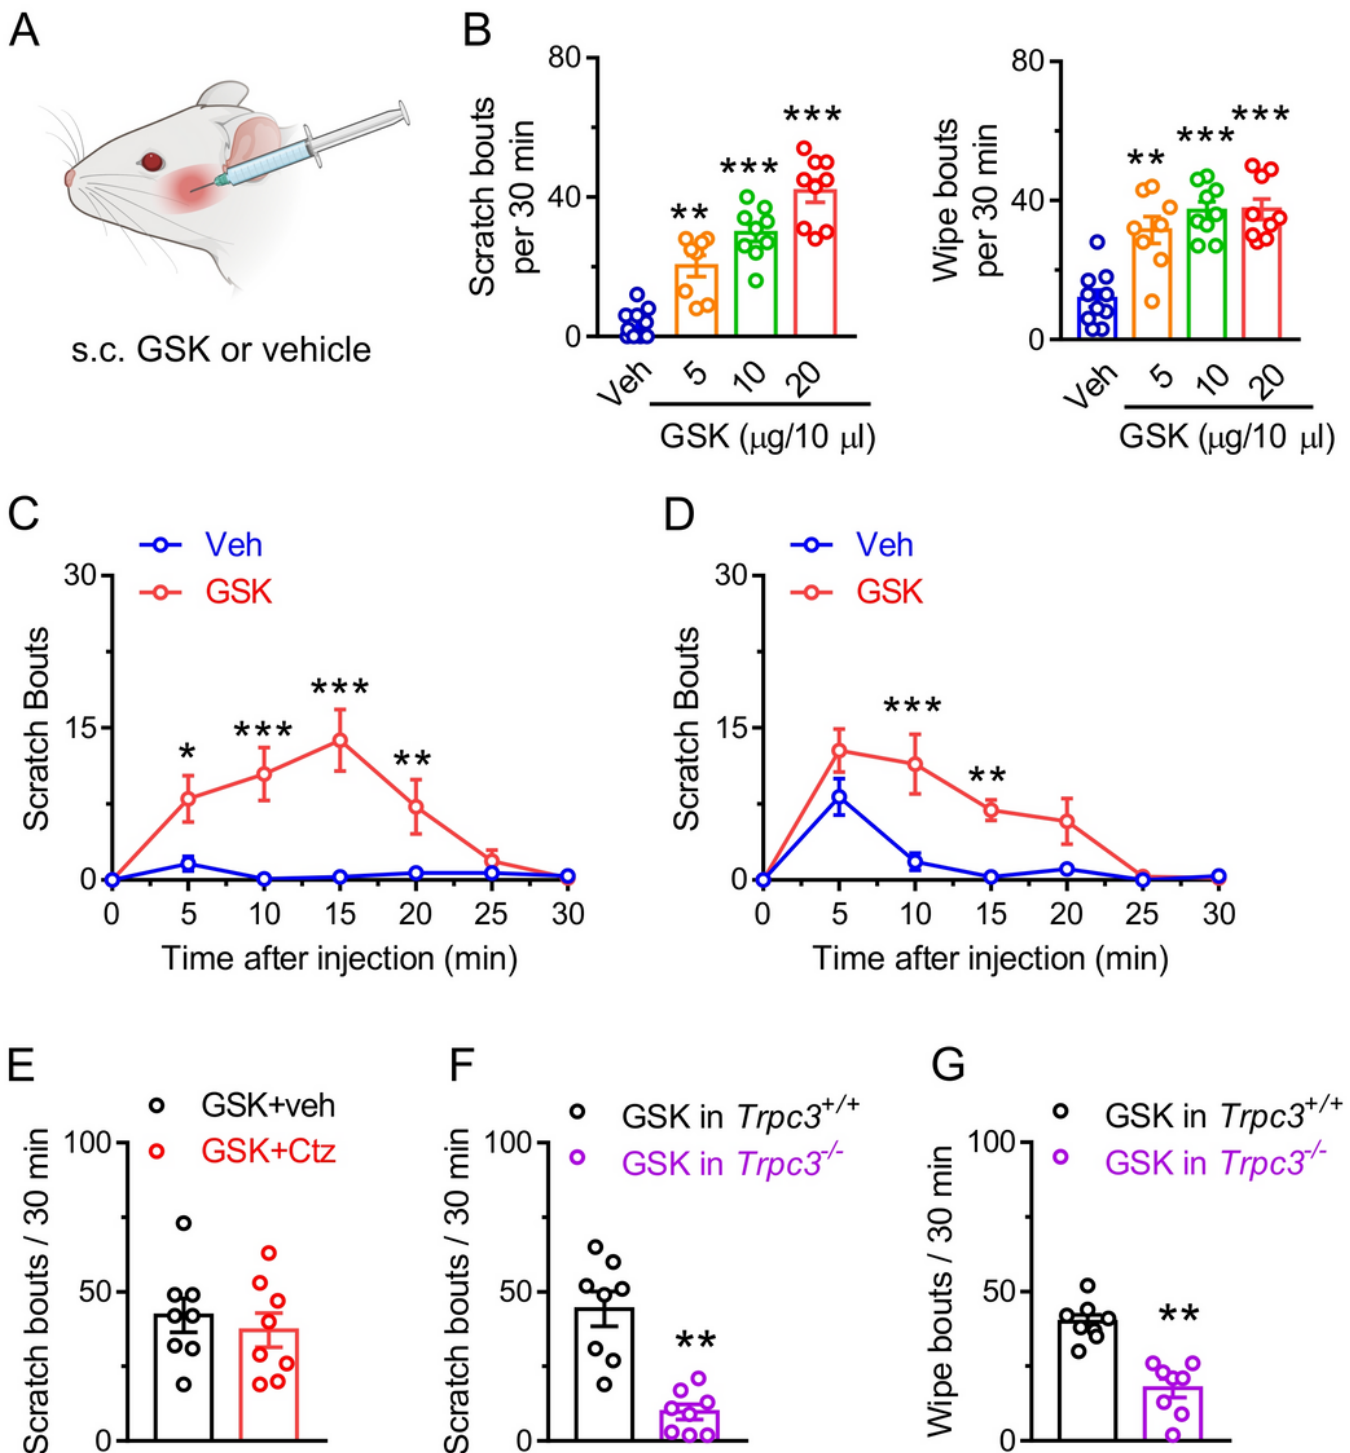 A
s.c. GSK or vehicle
B
Scratch bouts
per 30 min
80
40
0
**
***
***
Veh
5
10
20
GSK (μg/10 μl)
Wipe bouts
per 30 min
80
40
0
**
***
***
Veh
5
10
20
GSK (μg/10 μl)
C
Veh
GSK
Scratch Bouts
30
15
0
*
***
***
**
0 5 10 15 20 25 30
Time after injection (min)
D
Veh
GSK
Scratch Bouts
30
15
0
***
**
0 5 10 15 20 25 30
Time after injection (min)
E
GSK+veh
GSK+Ctz
Scratch bouts / 30 min
100
50
0
F
GSK in Trpc3+/+
GSK in Trpc3-/-
Scratch bouts / 30 min
100
50
0
**
G
GSK in Trpc3+/+
GSK in Trpc3-/-
Wipe bouts / 30 min
100
50
0
**